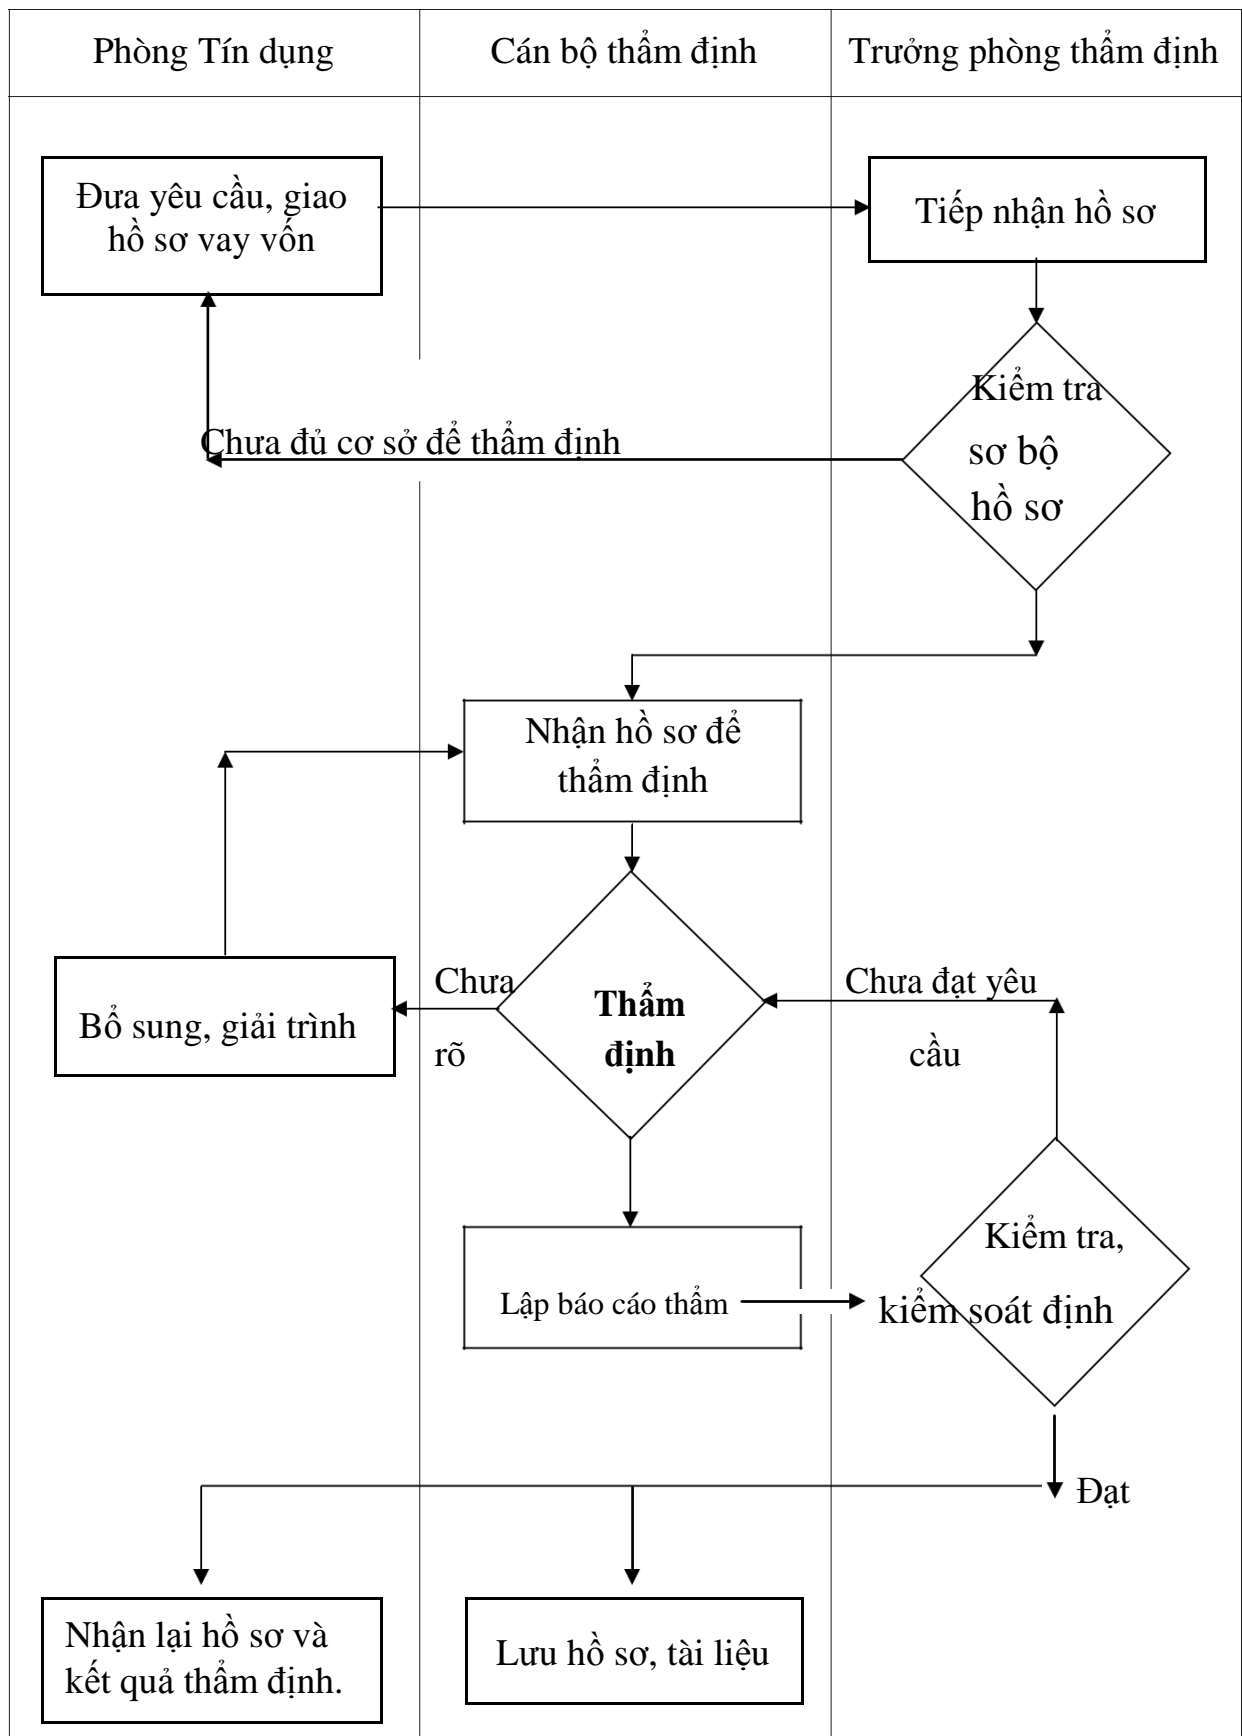 Phòng Tín dụng
Cán bộ thẩm định
Trưởng phòng thẩm định
Đưa yêu cầu, giao
hồ sơ vay vốn
Tiếp nhận hồ sơ
Kiểm tra
sơ bộ
hồ sơ
Chưa đủ cơ sở để thẩm định
Nhận hồ sơ để
thẩm định
Bổ sung, giải trình
Chưa
rõ
Thẩm
định
Chưa đạt yêu
cầu
Lập báo cáo thẩm
Kiểm tra,
kiểm soát định
Đạt
Nhận lại hồ sơ và
kết quả thẩm định.
Lưu hồ sơ, tài liệu